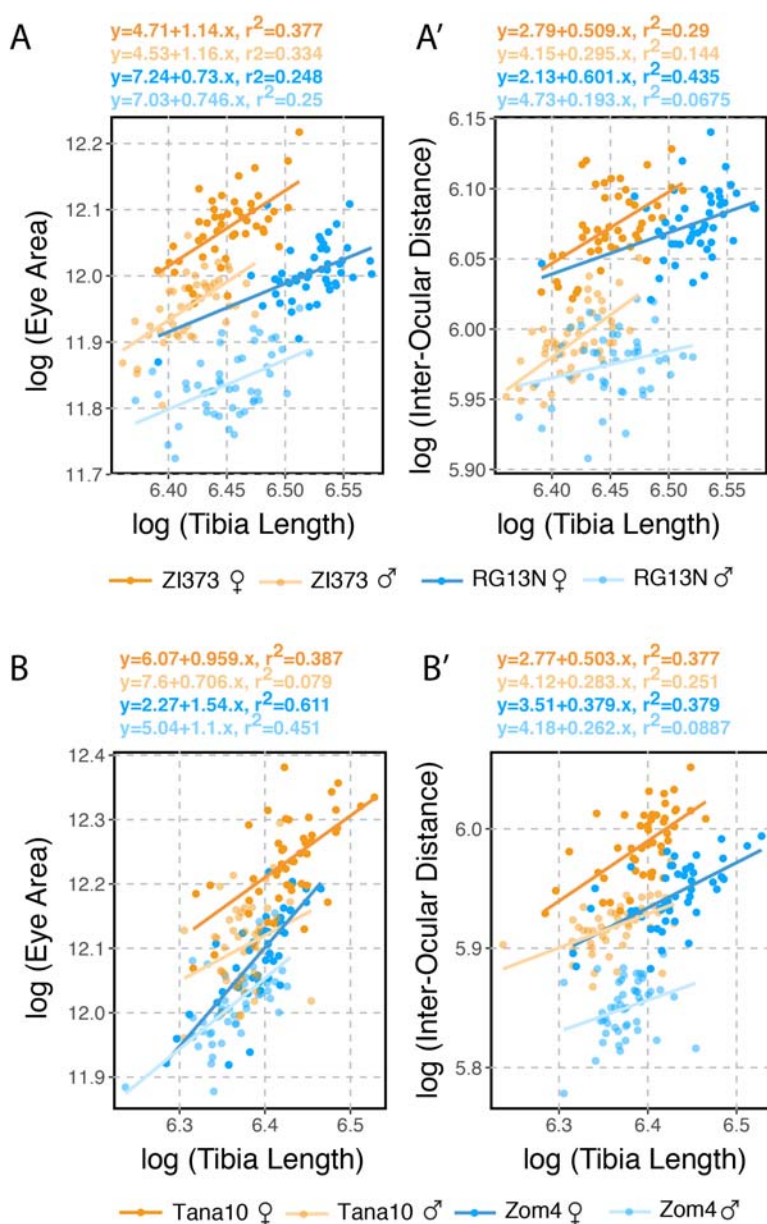 A
y=4.71+1.14.x, r²=0.377
y=4.53+1.16.x, r²=0.334
y=7.24+0.73.x, r2=0.248
y=7.03+0.746.x, r²=0.25
A′
y=2.79+0.509.x, r²=0.29
y=4.15+0.295.x, r²=0.144
y=2.13+0.601.x, r²=0.435
y=4.73+0.193.x, r²=0.0675
log (Eye Area)
12.2
12.1
12.0
11.9
11.8
11.7
6.40 6.45 6.50 6.55
log (Tibia Length)
log (Inter-Ocular Distance)
6.15
6.10
6.05
6.00
5.95
5.90
6.40 6.45 6.50 6.55
log (Tibia Length)
ZI373 ♀ ZI373 ♂ RG13N ♀ RG13N ♂
B
y=6.07+0.959.x, r²=0.387
y=7.6+0.706.x, r²=0.079
y=2.27+1.54.x, r²=0.611
y=5.04+1.1.x, r²=0.451
B′
y=2.77+0.503.x, r²=0.377
y=4.12+0.283.x, r²=0.251
y=3.51+0.379.x, r²=0.379
y=4.18+0.262.x, r²=0.0887
log (Eye Area)
12.4
12.3
12.2
12.1
12.0
11.9
6.3 6.4 6.5
log (Tibia Length)
log (Inter-Ocular Distance)
6.0
5.9
5.8
6.3 6.4 6.5
log (Tibia Length)
Tana10 ♀ Tana10 ♂ Zom4 ♀ Zom4 ♂